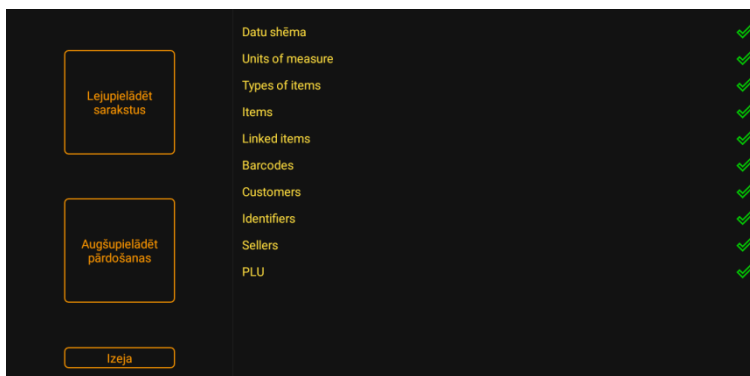 Lejupielādēt
sarakstus
Augšupielādēt
pārdošanas
Izeja
Datu shēma
Units of measure
Types of items
Items
Linked items
Barcodes
Customers
Identifiers
Sellers
PLU